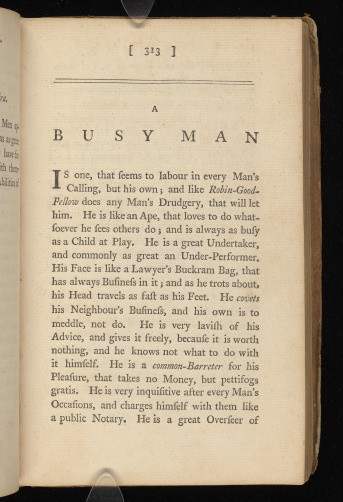 [ 313 ]
A
BUSY MAN
IS one, that ſeems to labour in every Man's
Calling, but his own; and like Robin-Good-
Fellow does any Man's Drudgery, that will let
him. He is like an Ape, that loves to do what-
ſoever he ſees others do; and is always as buſy
as a Child at Play. He is a great Undertaker,
and commonly as great an Under-Performer.
His Face is like a Lawyer's Buckram Bag, that
has always Buſineſs in it; and as he trots about,
his Head travels as faſt as his Feet. He covets
his Neighbour's Buſineſs, and his own is to
meddle, not do. He is very laviſh of his
Advice, and gives it freely, becauſe it is worth
nothing, and he knows not what to do with
it himſelf. He is a common-Barreter for his
Pleaſure, that takes no Money, but pettifogs
gratis. He is very inquiſitive after every Man's
Occaſions, and charges himſelf with them like
a public Notary. He is a great Overſeer of